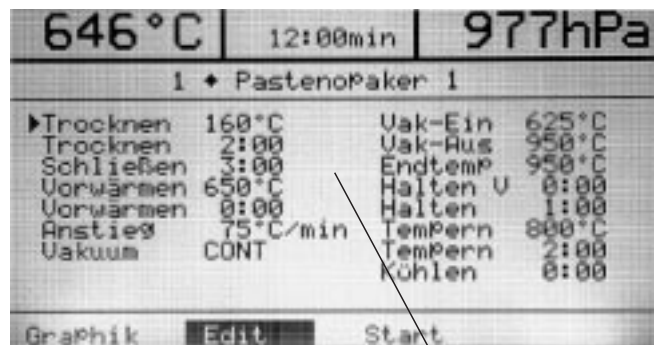 646°C 12:00min 977hPa
1 ♦ Pastenopaker 1
▶Trocknen 160°C Vak-Ein 625°C
Trocknen 2:00 Vak-Aus 950°C
Schließen 3:00 Endtemp 950°C
Vorwärmen 650°C Halten V 0:00
Vorwärmen 0:00 Halten 1:00
Anstieg 75°C/min Tempern 800°C
Vakuum CONT Tempern 2:00
Kühlen 0:00
Graphik Edit Start